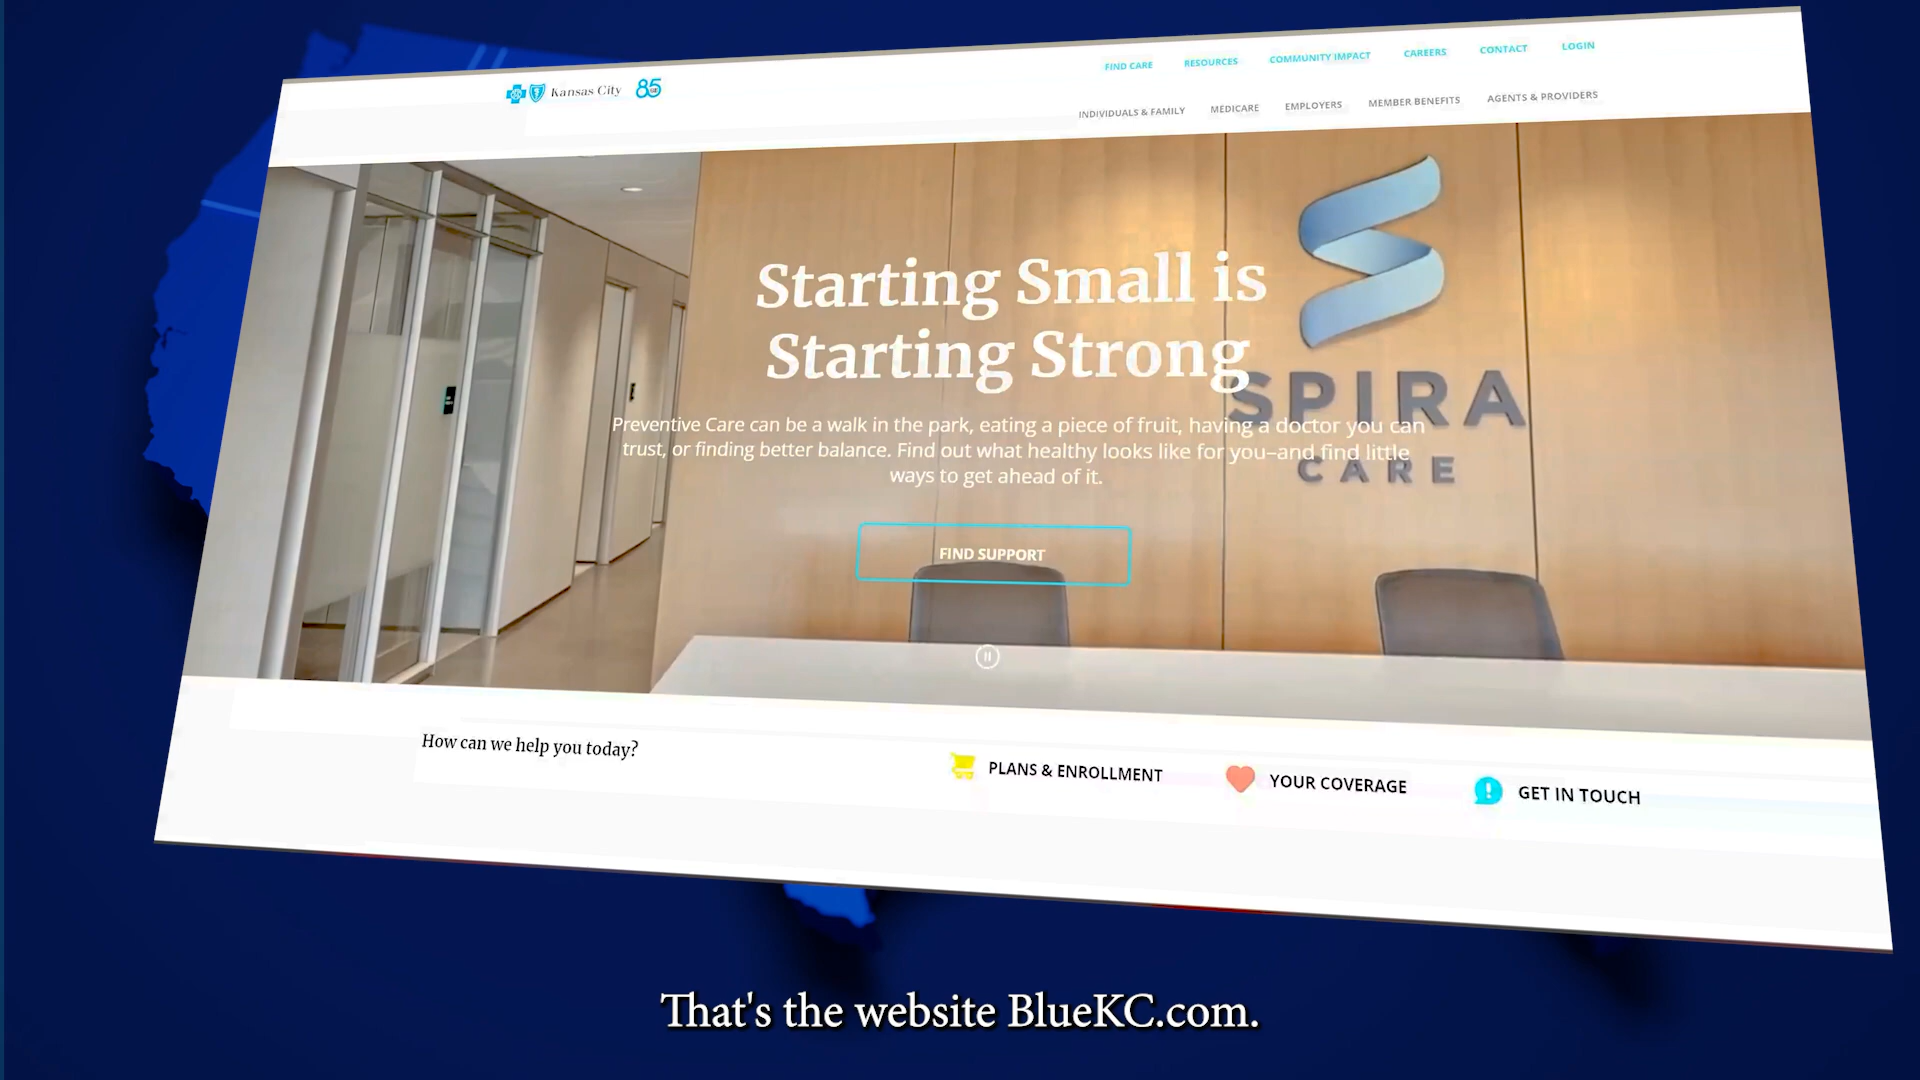 Kansas City 85
FIND CARE RESOURCES COMMUNITY IMPACT CAREERS CONTACT LOGIN
INDIVIDUALS & FAMILY MEDICARE EMPLOYERS MEMBER BENEFITS AGENTS & PROVIDERS
Starting Small is
Starting Strong
SPIRA
CARE
Preventive Care can be a walk in the park, eating a piece of fruit, having a doctor you can
trust, or finding better balance. Find out what healthy looks like for you–and find little
ways to get ahead of it.
FIND SUPPORT
How can we help you today?
PLANS & ENROLLMENT
YOUR COVERAGE
GET IN TOUCH
That's the website BlueKC.com.